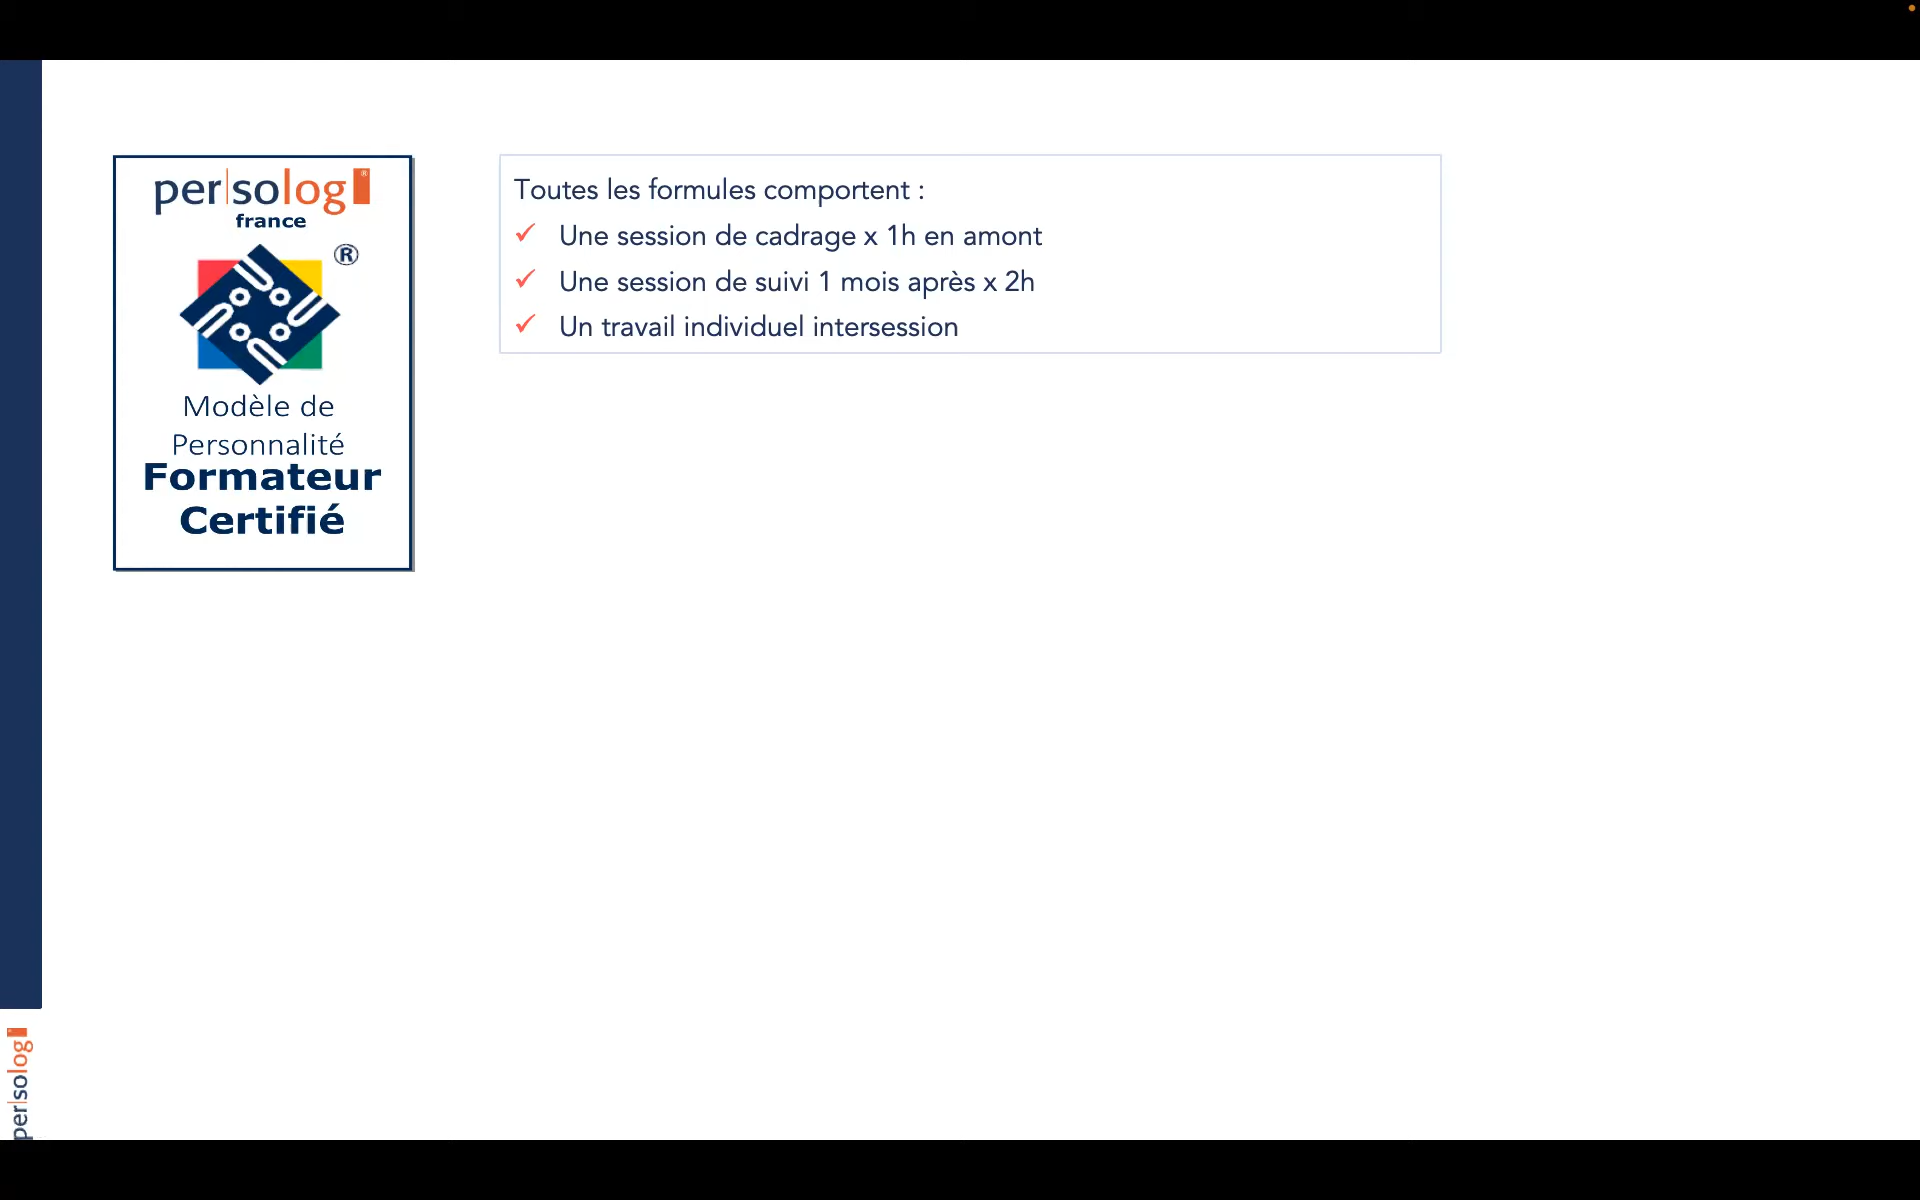 per|solog®
france
®
Modèle de
Personnalité
Formateur
Certifié
Toutes les formules comportent :
✓ Une session de cadrage x 1h en amont
✓ Une session de suivi 1 mois après x 2h
✓ Un travail individuel intersession
per|solog